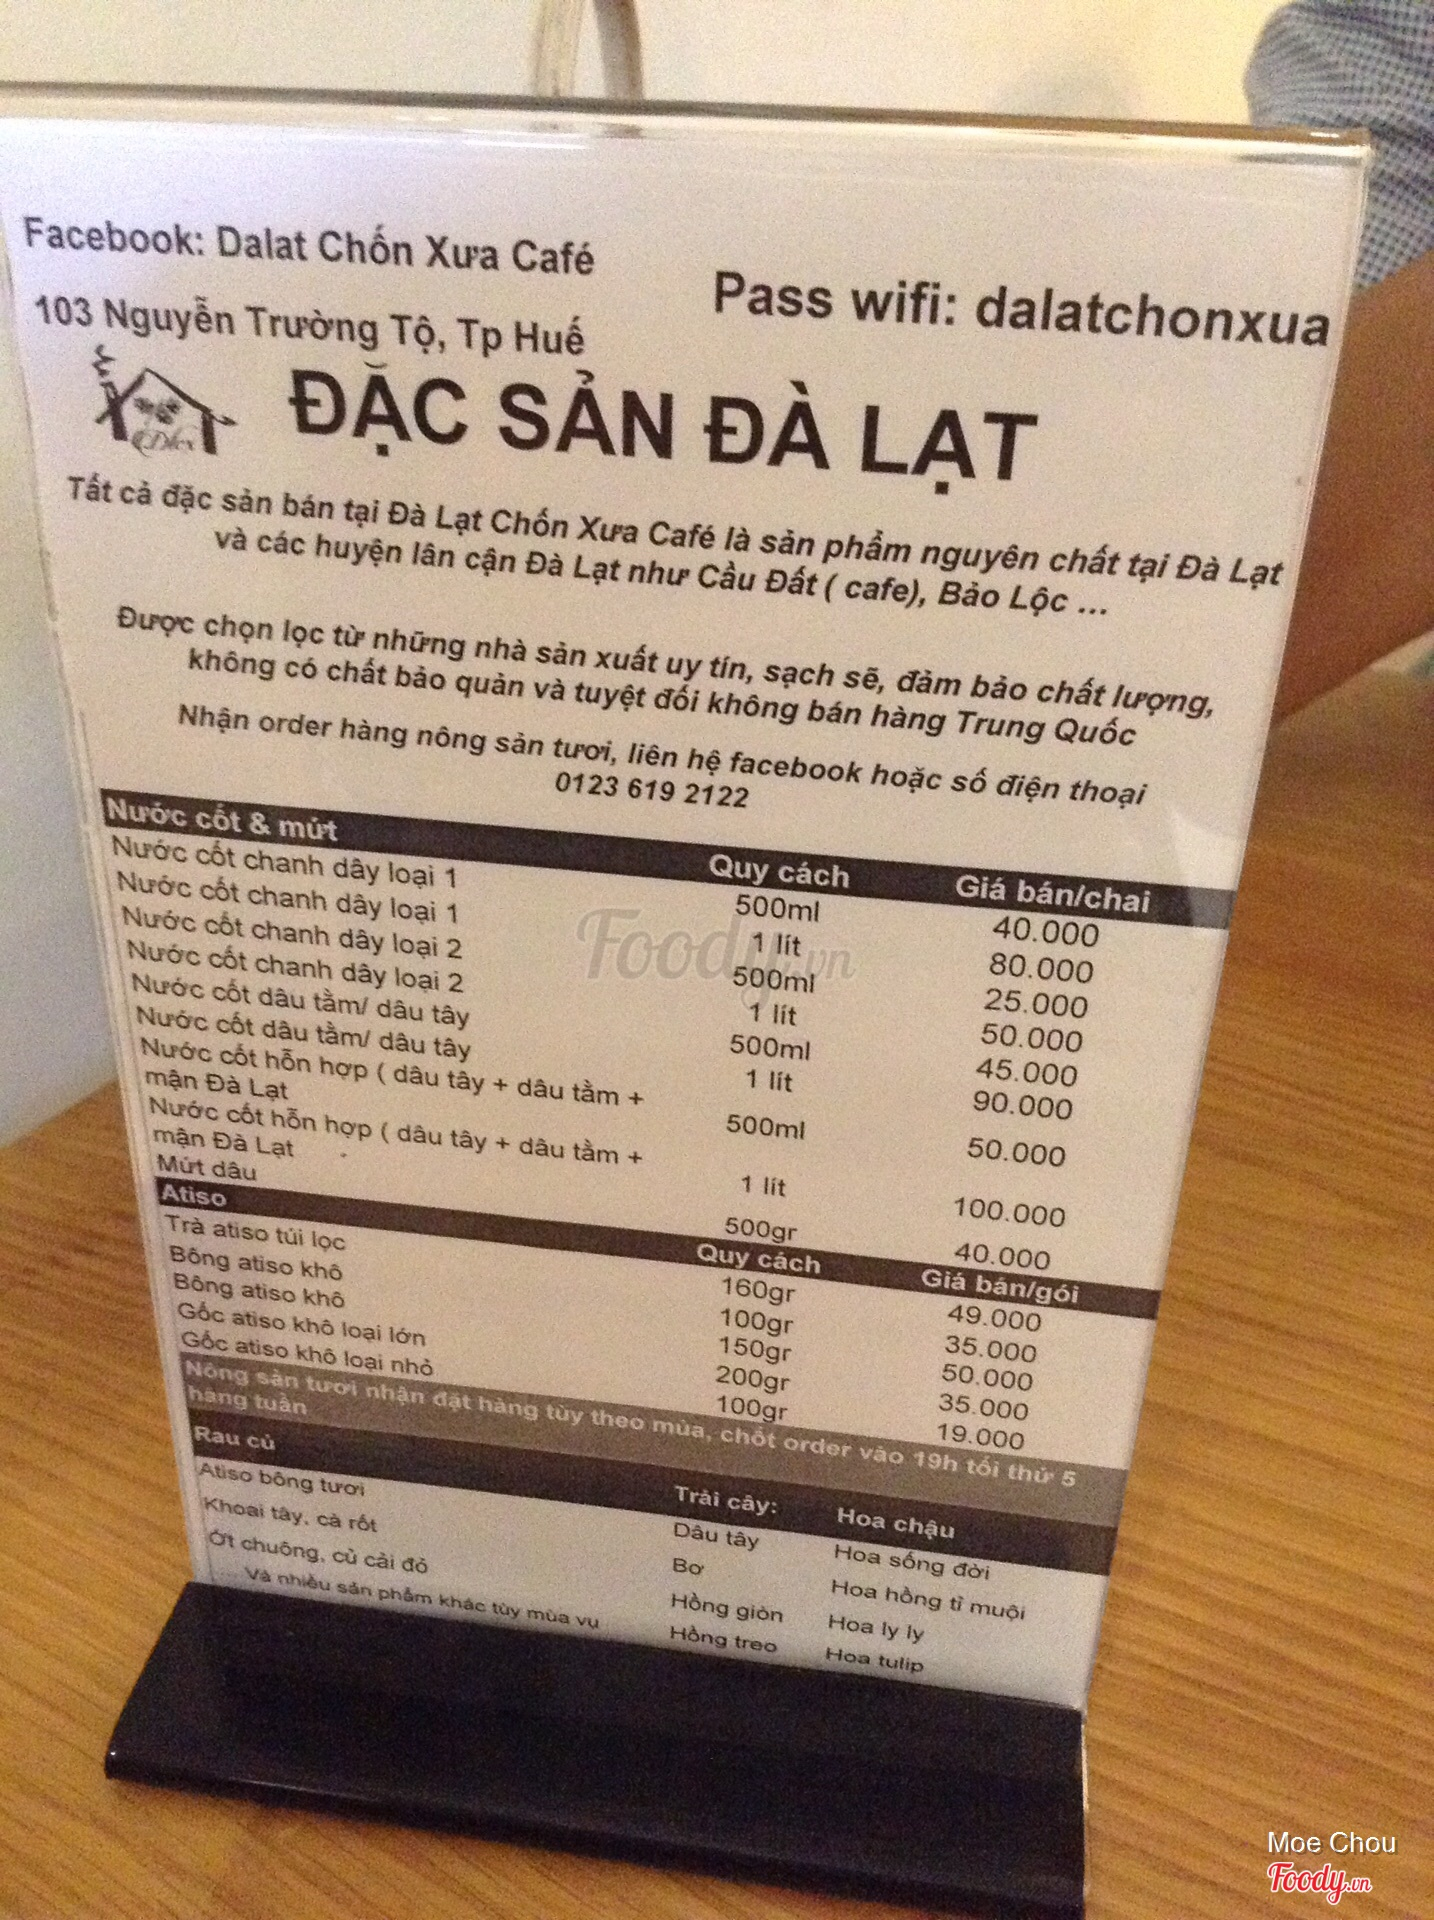 Facebook: Dalat Chốn Xưa Café
Pass wifi: dalatchonxua
103 Nguyễn Trường Tộ, Tp Huế
ĐẶC SẢN ĐÀ LẠT
Tất cả đặc sản bán tại Đà Lạt Chốn Xưa Café là sản phẩm nguyên chất tại Đà Lạt
và các huyện lân cận Đà Lạt như Cầu Đất ( cafe), Bảo Lộc ...
Được chọn lọc từ những nhà sản xuất uy tín, sạch sẽ, đảm bảo chất lượng,
không có chất bảo quản và tuyệt đối không bán hàng Trung Quốc
Nhận order hàng nông sản tươi, liên hệ facebook hoặc số điện thoại
0123 619 2122
Nước cốt & mứt Quy cách Giá bán/chai
Nước cốt chanh dây loại 1 500ml 40.000
Nước cốt chanh dây loại 1 1 lít 80.000
Nước cốt chanh dây loại 2 500ml 25.000
Nước cốt chanh dây loại 2 1 lít 50.000
Nước cốt dâu tằm/ dâu tây 500ml 45.000
Nước cốt dâu tằm/ dâu tây 1 lít 90.000
Nước cốt hỗn hợp ( dâu tây + dâu tằm +
mận Đà Lạt 500ml 50.000
Nước cốt hỗn hợp ( dâu tây + dâu tằm +
mận Đà Lạt 1 lít 100.000
Mứt dâu 500gr 40.000
Atiso Quy cách Giá bán/gói
Trà atiso túi lọc 160gr 49.000
Bông atiso khô 100gr 35.000
Bông atiso khô 150gr 50.000
Gốc atiso khô loại lớn 200gr 35.000
Gốc atiso khô loại nhỏ 100gr 19.000
Nông sản tươi nhận đặt hàng tùy theo mùa, chốt order vào 19h tối thứ 5
hàng tuần
Rau củ Trải cây: Hoa chậu
Atiso bông tươi Dâu tây Hoa sống đời
Khoai tây, cà rốt Bơ Hoa hồng tỉ muội
Ớt chuông, củ cải đỏ Hồng giòn Hoa ly ly
.... Và nhiều sản phẩm khác tùy mùa vụ Hồng treo Hoa tulip
Foody.vn
Moe Chou
Foody.vn